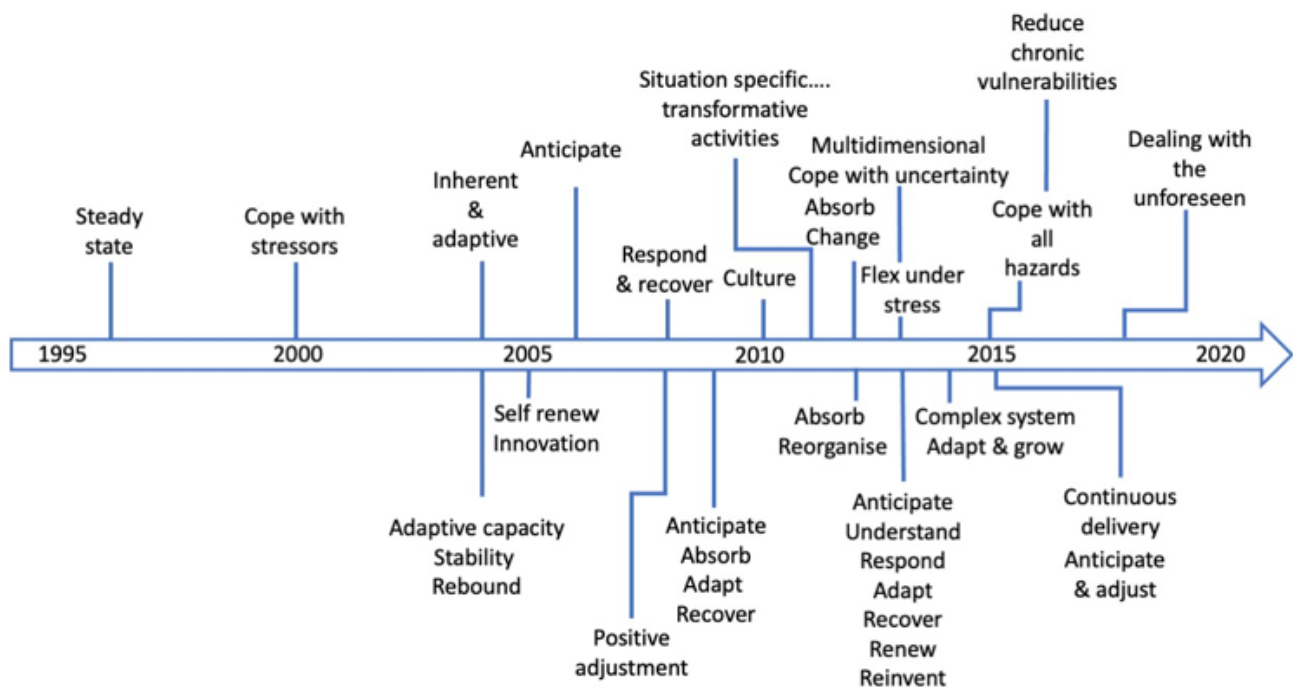 Steady
state
Cope with
stressors
Inherent
&
adaptive
Anticipate
Respond
& recover
Situation specific....
transformative
activities
Culture
Absorb
Change
Multidimensional
Cope with uncertainty
Flex under
stress
Reduce
chronic
vulnerabilities
Cope with
all
hazards
Dealing with
the
unforeseen
1995 2000 2005 2010 2015 2020
Adaptive capacity
Stability
Rebound
Self renew
Innovation
Positive
adjustment
Anticipate
Absorb
Adapt
Recover
Absorb
Reorganise
Anticipate
Understand
Respond
Adapt
Recover
Renew
Reinvent
Complex system
Adapt & grow
Continuous
delivery
Anticipate
& adjust